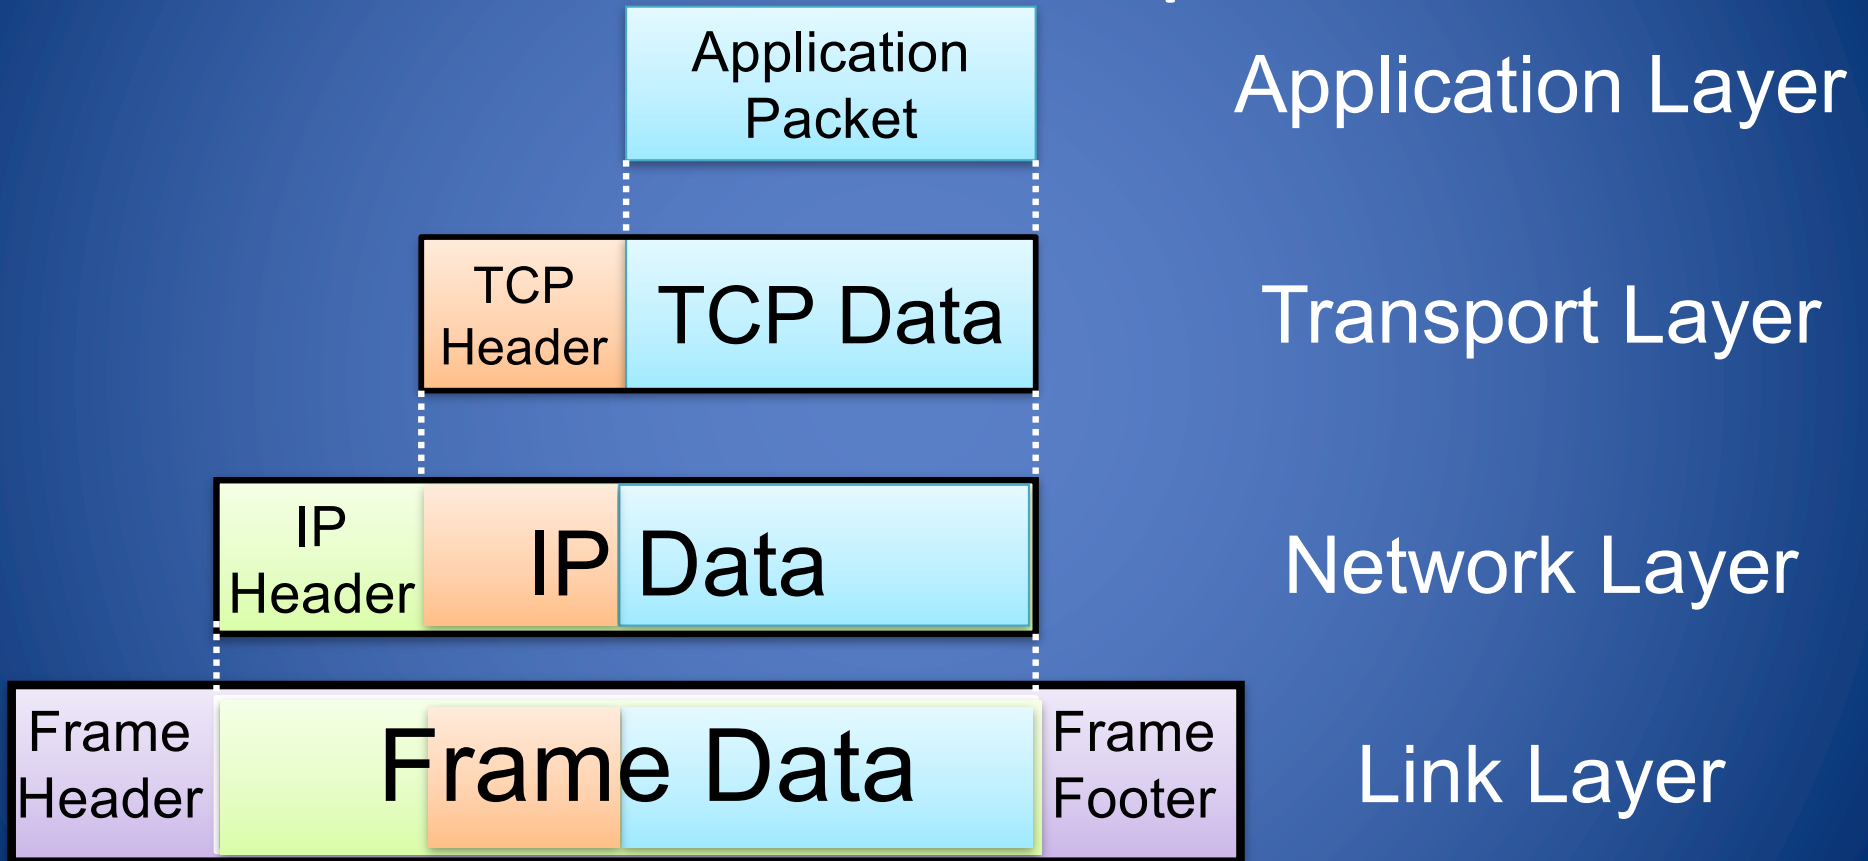 Application
Packet
Application Layer
TCP
Header
TCP Data
Transport Layer
IP
Header
IP Data
Network Layer
Frame
Header
Frame Data
Frame
Footer
Link Layer